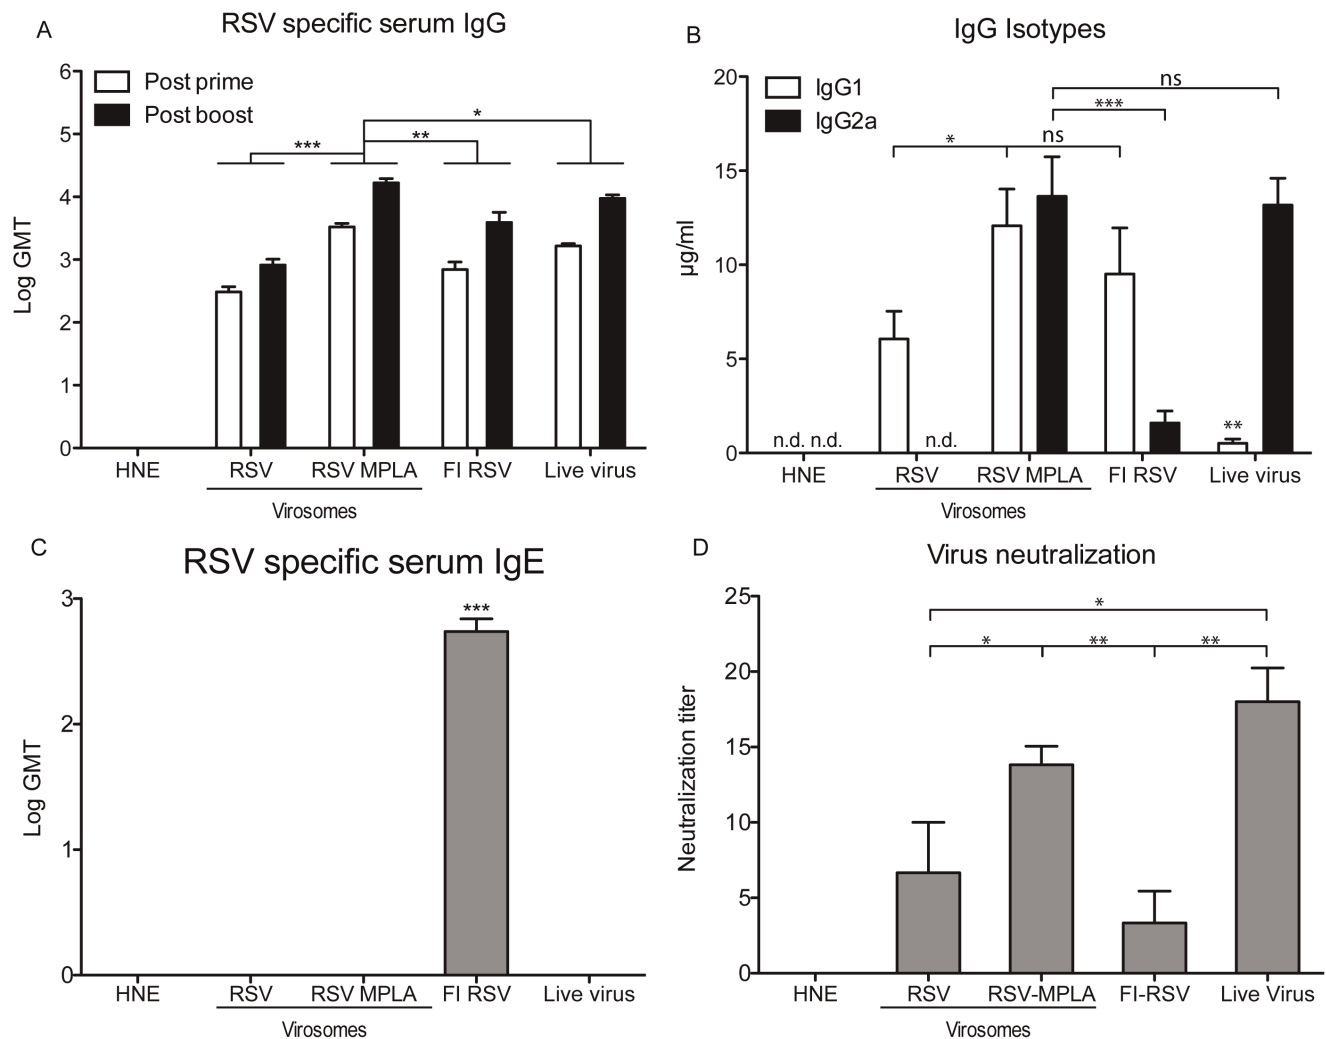 A
RSV specific serum IgG
Post prime
Post boost
Log GMT
6
5
4
3
2
1
0
***
**
*
HNE RSV RSV MPLA FI RSV Live virus
Virosomes
B
IgG Isotypes
IgG1
IgG2a
µg/ml
20
15
10
5
0
ns
***
* ns
n.d. n.d. n.d. **
HNE RSV RSV MPLA FI RSV Live virus
Virosomes
C
RSV specific serum IgE
Log GMT
3
2
1
0
***
HNE RSV RSV MPLA FI RSV Live virus
Virosomes
D
Virus neutralization
Neutralization titer
25
20
15
10
5
0
*
* ** **
HNE RSV RSV-MPLA FI-RSV Live Virus
Virosomes